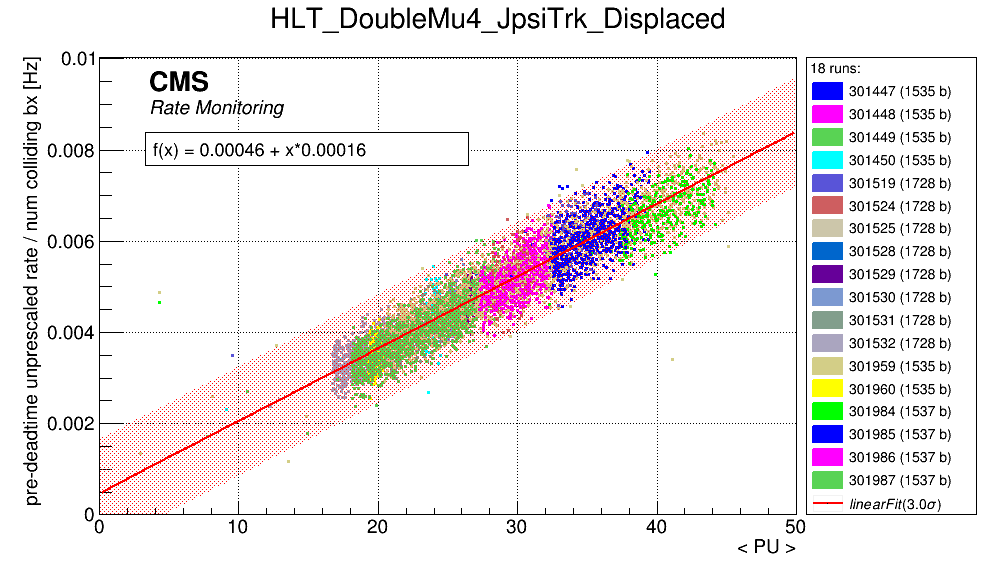 HLT_DoubleMu4_JpsiTrk_Displaced
pre-deadtime unprescaled rate / num colliding bx [Hz]
0.01
0.008
0.006
0.004
0.002
0
CMS
Rate Monitoring
f(x) = 0.00046 + x*0.00016
0
10
20
30
40
50
< PU >
18 runs:
301447 (1535 b)
301448 (1535 b)
301449 (1535 b)
301450 (1535 b)
301519 (1728 b)
301524 (1728 b)
301525 (1728 b)
301528 (1728 b)
301529 (1728 b)
301530 (1728 b)
301531 (1728 b)
301532 (1728 b)
301959 (1535 b)
301960 (1535 b)
301984 (1537 b)
301985 (1537 b)
301986 (1537 b)
301987 (1537 b)
linearFit(3.0σ)